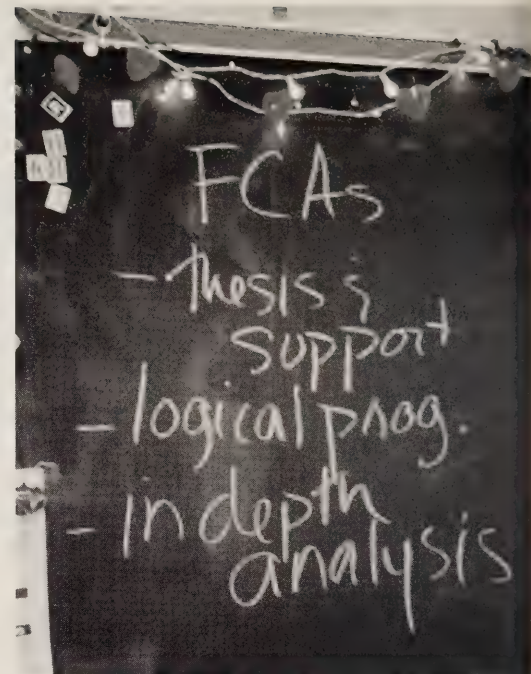 FCAs
- thesis &
support
- logical prog.
- in depth
analysis